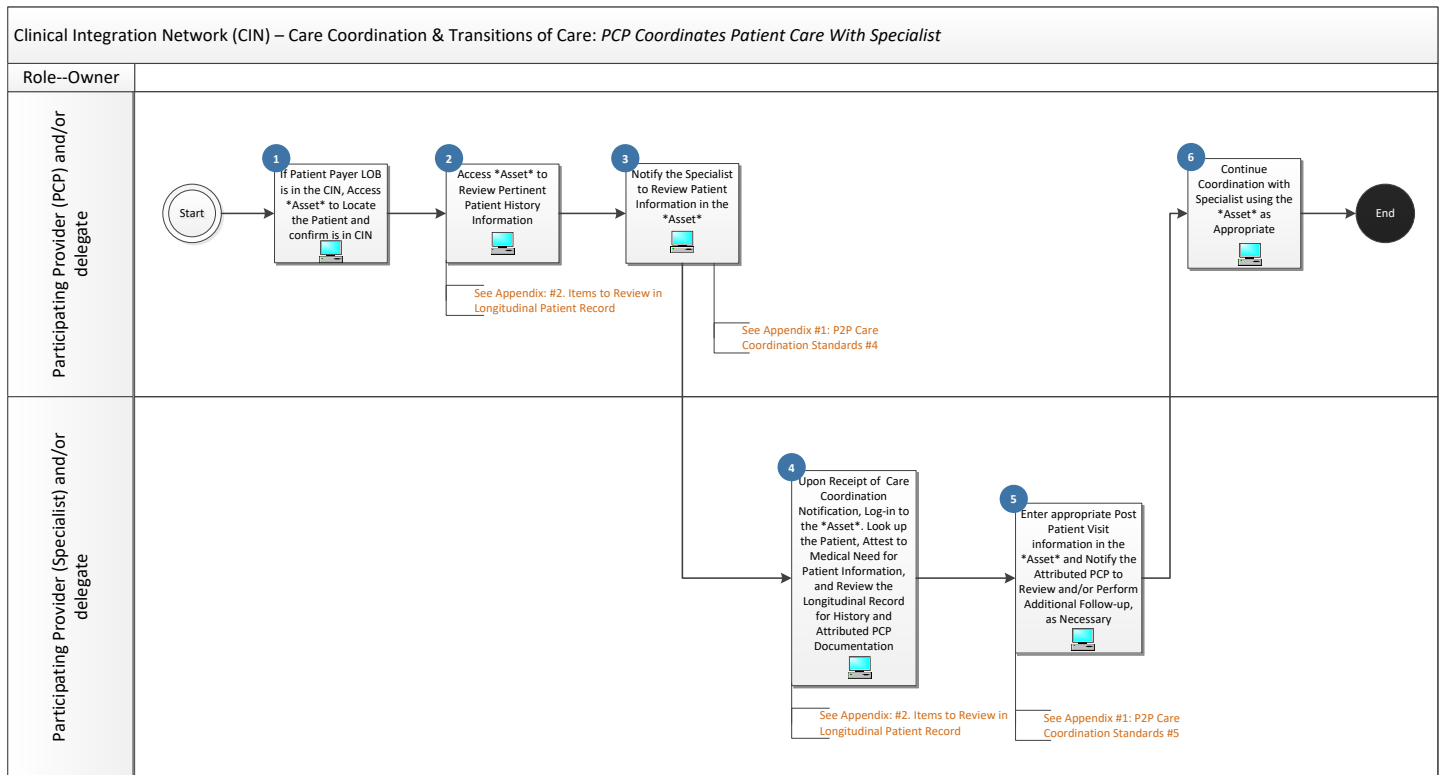 Clinical Integration Network (CIN) – Care Coordination & Transitions of Care: PCP Coordinates Patient Care With Specialist
Role--Owner
Participating Provider (PCP) and/or
delegate
Start
1
If Patient Payer LOB
is in the CIN, Access
*Asset* to Locate
the Patient and
confirm is in CIN
2
Access *Asset* to
Review Pertinent
Patient History
Information
See Appendix: #2. Items to Review in
Longitudinal Patient Record
3
Notify the Specialist
to Review Patient
Information in the
*Asset*
See Appendix #1: P2P Care
Coordination Standards #4
6
Continue
Coordination with
Specialist using the
*Asset* as
Appropriate
End
Participating Provider (Specialist) and/or
delegate
4
Upon Receipt of Care
Coordination
Notification, Log-in to
the *Asset*. Look up
the Patient, Attest to
Medical Need for
Patient Information,
and Review the
Longitudinal Record
for History and
Attributed PCP
Documentation
See Appendix: #2. Items to Review in
Longitudinal Patient Record
5
Enter appropriate Post
Patient Visit
information in the
*Asset* and Notify the
Attributed PCP to
Review and/or Perform
Additional Follow-up,
as Necessary
See Appendix #1: P2P Care
Coordination Standards #5